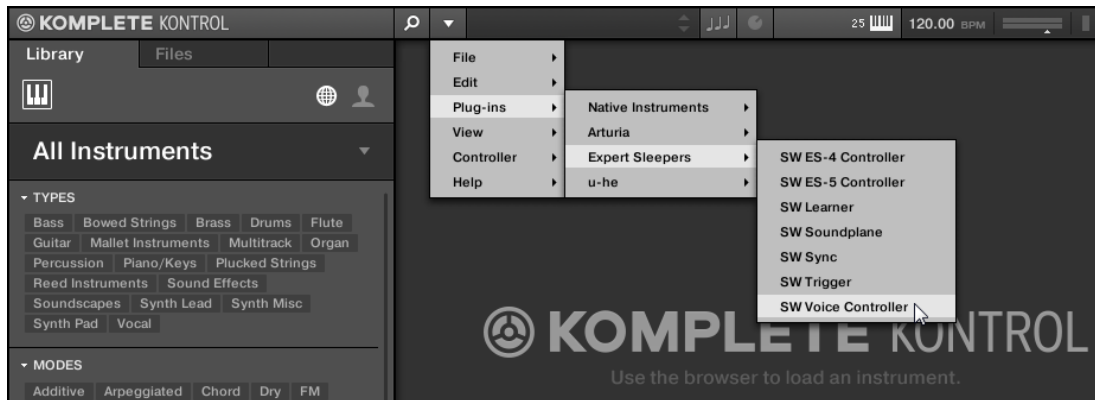 KOMPLETE KONTROL
25
120.00 BPM
Library
Files
All Instruments
TYPES
Bass Bowed Strings Brass Drums Flute
Guitar Mallet Instruments Multitrack Organ
Percussion Piano/Keys Plucked Strings
Reed Instruments Sound Effects
Soundscapes Synth Lead Synth Misc
Synth Pad Vocal
MODES
Additive Arpeggiated Chord Dry FM
File
Edit
Plug-ins
View
Controller
Help
Native Instruments
Arturia
Expert Sleepers
u-he
SW ES-4 Controller
SW ES-5 Controller
SW Learner
SW Soundplane
SW Sync
SW Trigger
SW Voice Controller
KOMPLETE KONTROL
Use the browser to load an instrument.